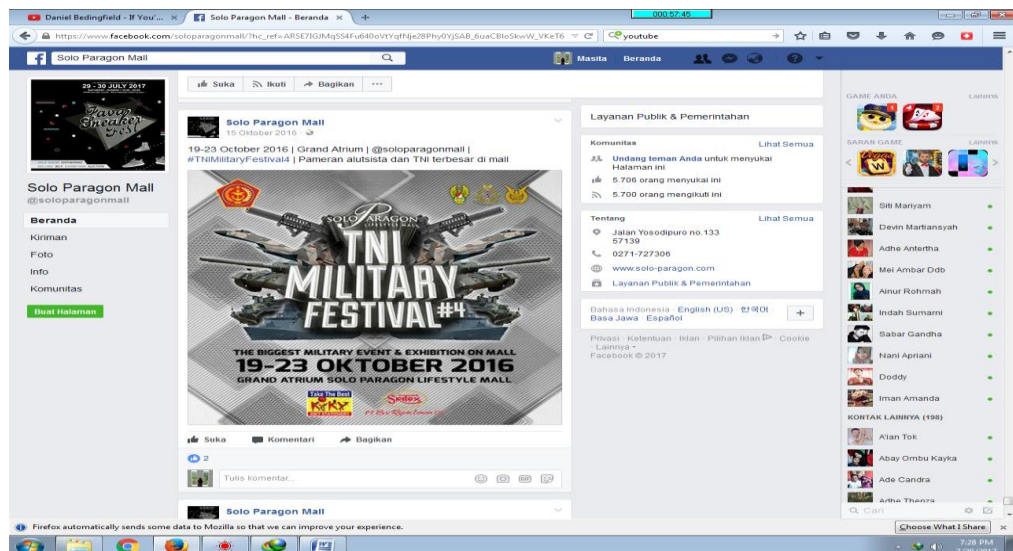 Daniel Bedingfield - If You'...
Solo Paragon Mall - Beranda
000:57:45
https://www.facebook.com/soloparagonmall/?hc_ref=
youtube
Solo Paragon Mall
Masita Beranda
29 - 30 JULY 2017
Solo Paragon Mall
@soloparagonmall
Beranda
Kiriman
Foto
Info
Komunitas
Buat Halaman
Suka Ikuti Bagikan
Solo Paragon Mall
15 Oktober 2016
19-23 October 2016 | Grand Atrium | @soloparagonmall |
#TNIMilitaryFestival4 | Pameran alutsista dan TNI terbesar di mall
SOLO PARAGON
LIFESTYLE MALL
TNI
MILITARY
FESTIVAL#4
THE BIGGEST MILITARY EVENT & EXHIBITION ON MALL
19-23 OKTOBER 2016
GRAND ATRIUM SOLO PARAGON LIFESTYLE MALL
Take The Best
KyKy
Suka Komentari Bagikan
2
Tulis komentar...
GIF
Solo Paragon Mall
Layanan Publik & Pemerintahan
Komunitas Lihat Semua
Undang teman Anda untuk menyukai
Halaman ini
5.706 orang menyukai ini
5.700 orang mengikuti ini
Tentang Lihat Semua
Jalan Yosodipuro no.133
57139
0271-727306
www.solo-paragon.com
Layanan Publik & Pemerintahan
Bahasa Indonesia · English (US) · 한국어 ·
Basa Jawa · Español
Privasi · Ketentuan · Iklan · Pilihan Iklan · Cookie
· Lainnya
Facebook © 2017
GAME ANDA LAINNYA
SARAN GAME LAINNYA
Siti Mariyam
Devin Martiansyah
Adhe Antertha
Mei Ambar Ddb
Ainur Rohmah
Indah Sumarni
Sabar Gandha
Nani Apriani
Doddy
Iman Amanda
KONTAK LAINNYA (198)
A'ian Tok
Abay Ombu Kayka
Ade Candra
Adhe Thenza
Cari
Firefox automatically sends some data to Mozilla so that we can improve your experience.
Choose What I Share
7:28 PM